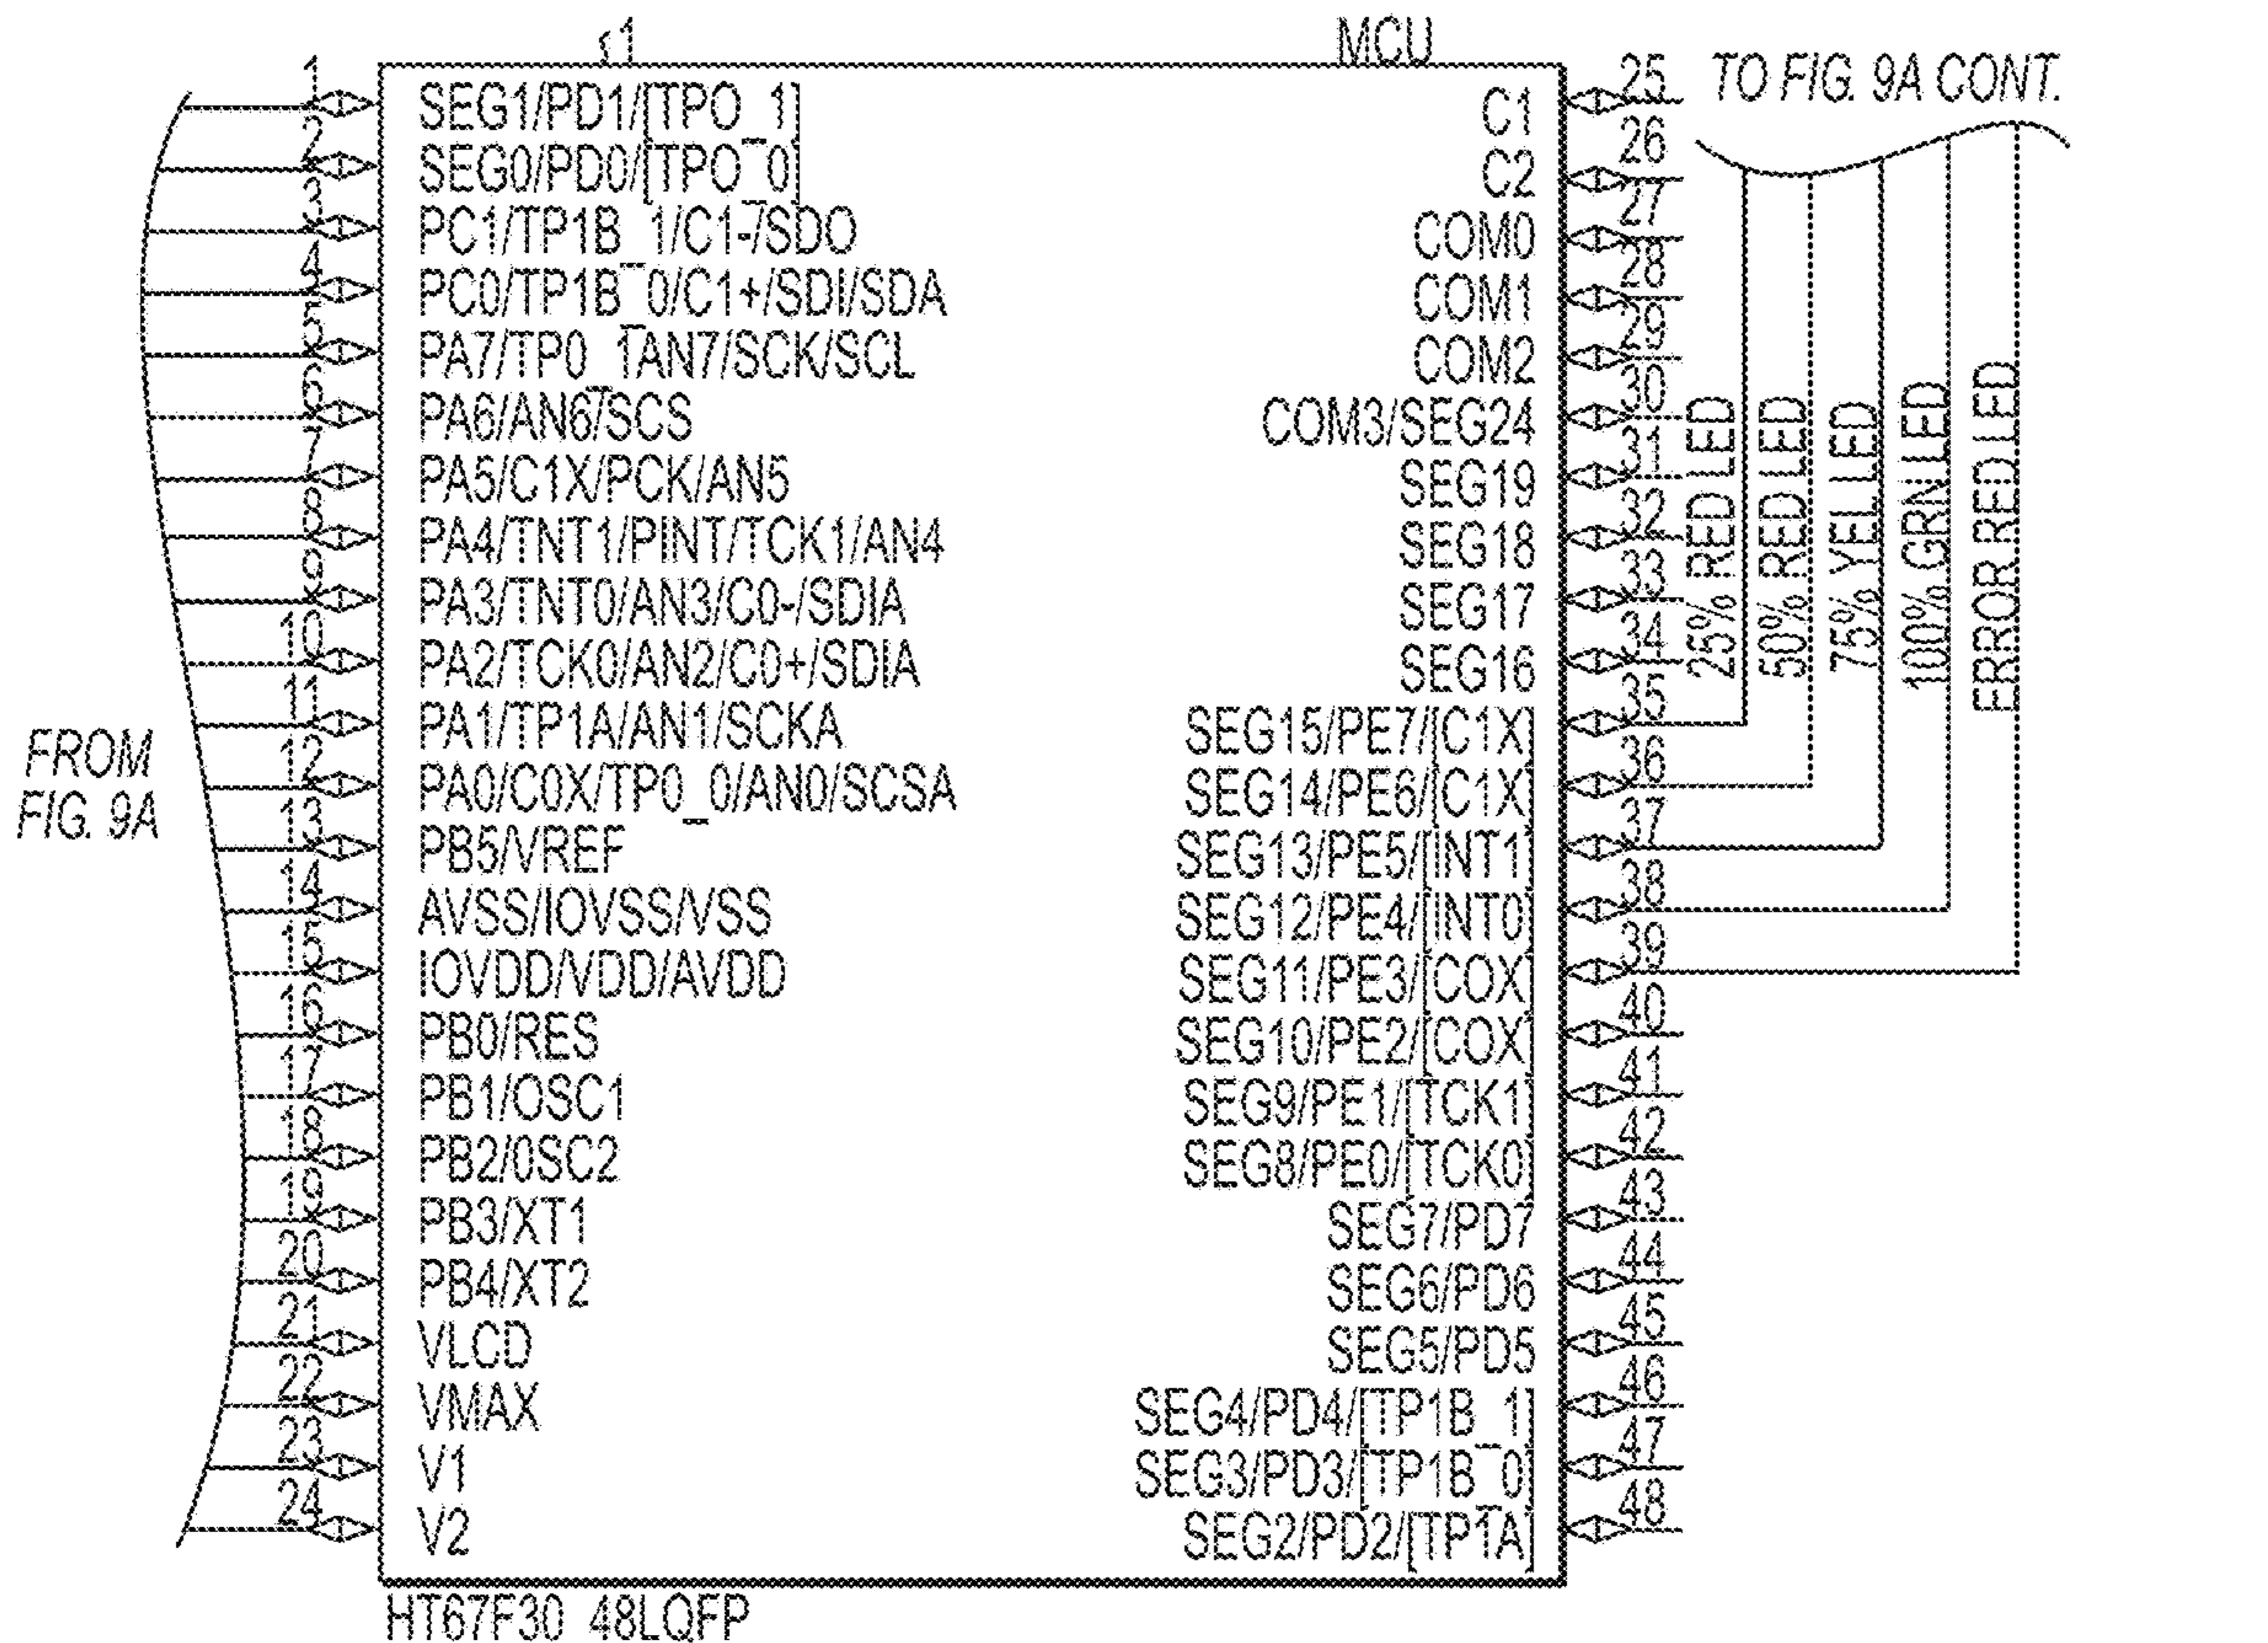 1
MCU
TO FIG. 9A CONT.
FROM
FIG. 9A
1 SEG1/PD1/[TPO_1]
2 SEG0/PD0/[TPO_0]
3 PC1/TP1B_1/C1-/SDO
4 PC0/TP1B_0/C1+/SDI/SDA
5 PA7/TP0_1AN7/SCK/SCL
6 PA6/AN6/SCS
7 PA5/C1X/PCK/AN5
8 PA4/TNT1/PINT/TCK1/AN4
9 PA3/TNT0/AN3/C0-/SDIA
10 PA2/TCK0/AN2/C0+/SDIA
11 PA1/TP1A/AN1/SCKA
12 PA0/C0X/TP0_0/AN0/SCSA
13 PB5/VREF
14 AVSS/IOVSS/VSS
15 IOVDD/VDD/AVDD
16 PB0/RES
17 PB1/OSC1
18 PB2/0SC2
19 PB3/XT1
20 PB4/XT2
21 VLCD
22 VMAX
23 V1
24 V2
C1 25
C2 26
COM0 27
COM1 28
COM2 29
COM3/SEG24 30
SEG19 31
SEG18 32
SEG17 33
SEG16 34
SEG15/PE7/[C1X] 35
SEG14/PE6/[C1X] 36
SEG13/PE5/[INT1] 37
SEG12/PE4/[INT0] 38
SEG11/PE3/[COX] 39
SEG10/PE2/[COX] 40
SEG9/PE1/[TCK1] 41
SEG8/PE0/[TCK0] 42
SEG7/PD7 43
SEG6/PD6 44
SEG5/PD5 45
SEG4/PD4/[TP1B_1] 46
SEG3/PD3/[TP1B_0] 47
SEG2/PD2/[TP1A] 48
25% RED LED
50% RED LED
75% YEL LED
100% GRN LED
ERROR RED LED
HT67F30 48LQFP